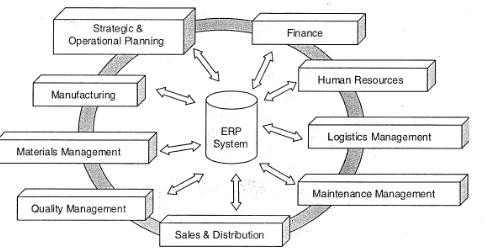 Strategic &
Operational Planning
Finance
Human Resources
Manufacturing
ERP
System
Logistics Management
Materials Management
Maintenance Management
Quality Management
Sales & Distribution